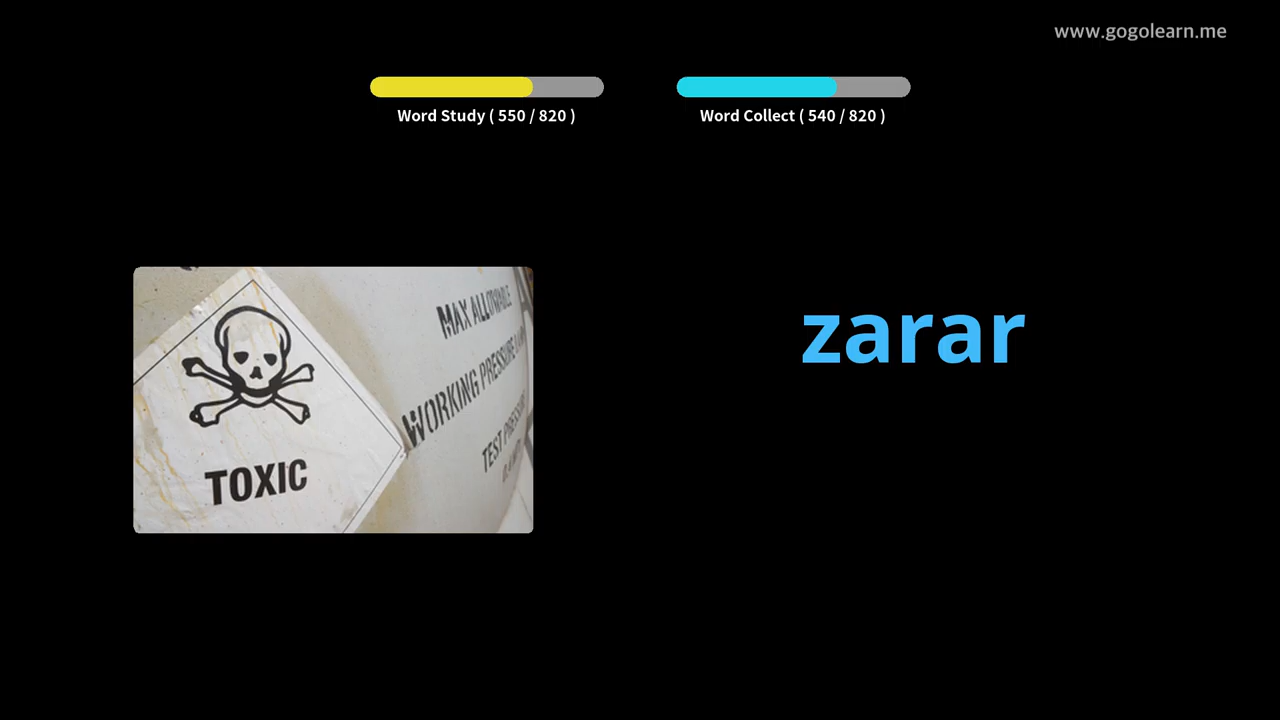 www.gogolearn.me
Word Study ( 550 / 820 )
Word Collect ( 540 / 820 )
zarar
TOXIC
MAX ALLOWABLE
WORKING PRESSURE
TEST PRESSURE